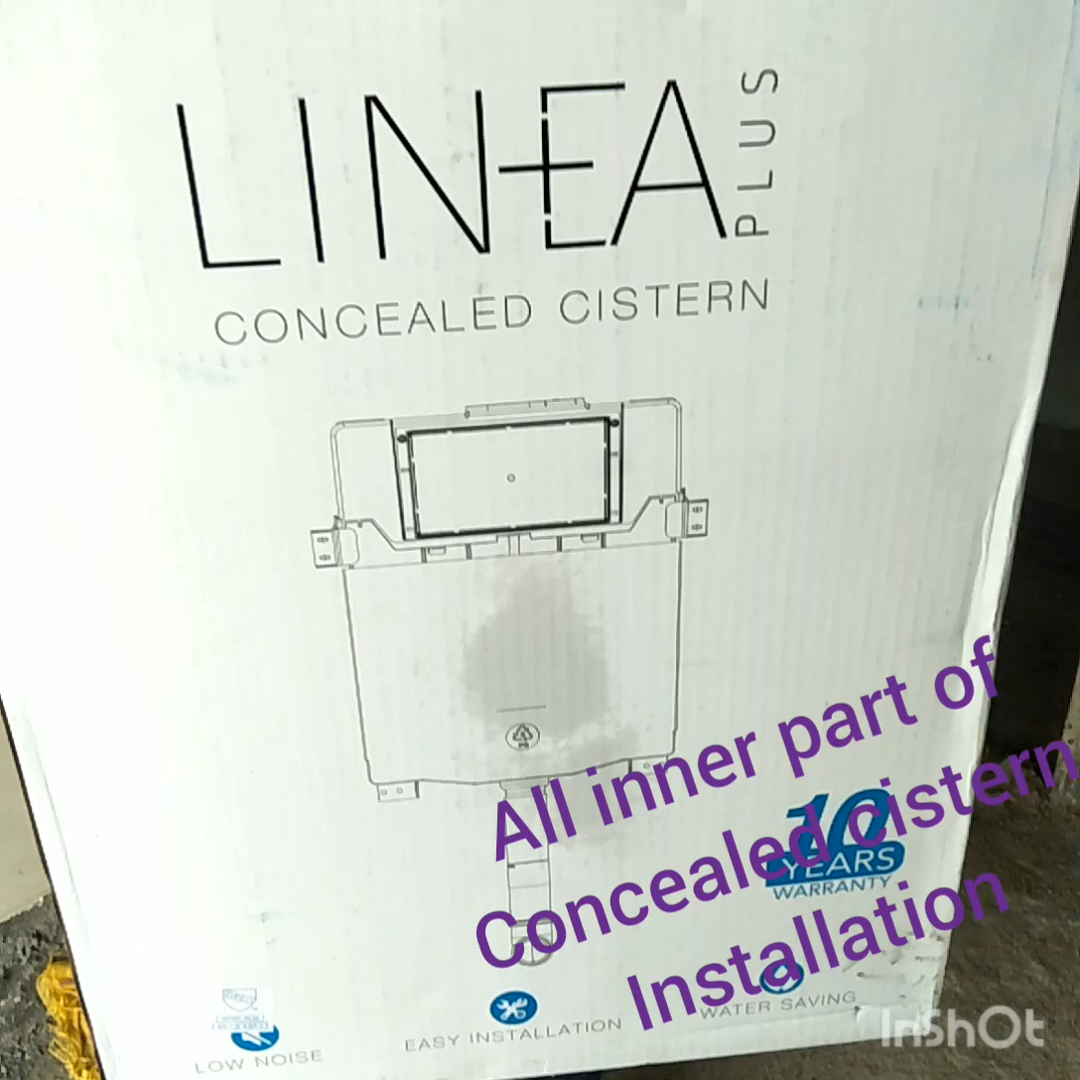 LINEA
PLUS
CONCEALED CISTERN
All inner part of
Concealed cistern
Installation
10
YEARS
WARRANTY
LOW NOISE
EASY INSTALLATION
WATER SAVING
InShOt